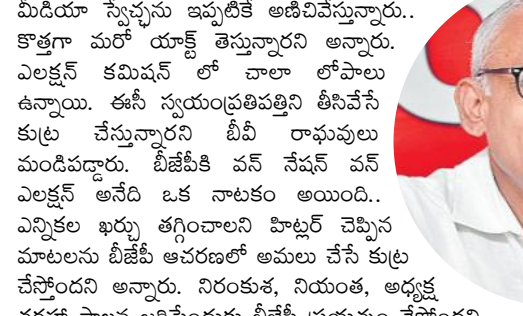 మీడియా స్వేచ్ఛను ఇప్పటికే అణిచివేస్తున్నారు..
కొత్తగా మరో యాక్ట్ తెస్తున్నారని అన్నారు.
ఎలక్షన్ కమిషన్ లో చాలా లోపాలు
ఉన్నాయి. ఈసీ స్వయంప్రతిపత్తిని తీసివేసే
కుట్ర చేస్తున్నారని బీవీ రాఘవులు
మండిపడ్డారు. బీజేపీకి వన్ నేషన్ వన్
ఎలక్షన్ అనేది ఒక నాటకం అయింది..
ఎన్నికల ఖర్చు తగ్గించాలని హిట్లర్ చెప్పిన
మాటలను బీజేపీ ఆచరణలో అమలు చేసే కుట్ర
చేస్తోందని అన్నారు. నిరంకుశ, నియంత, అధ్యక్ష